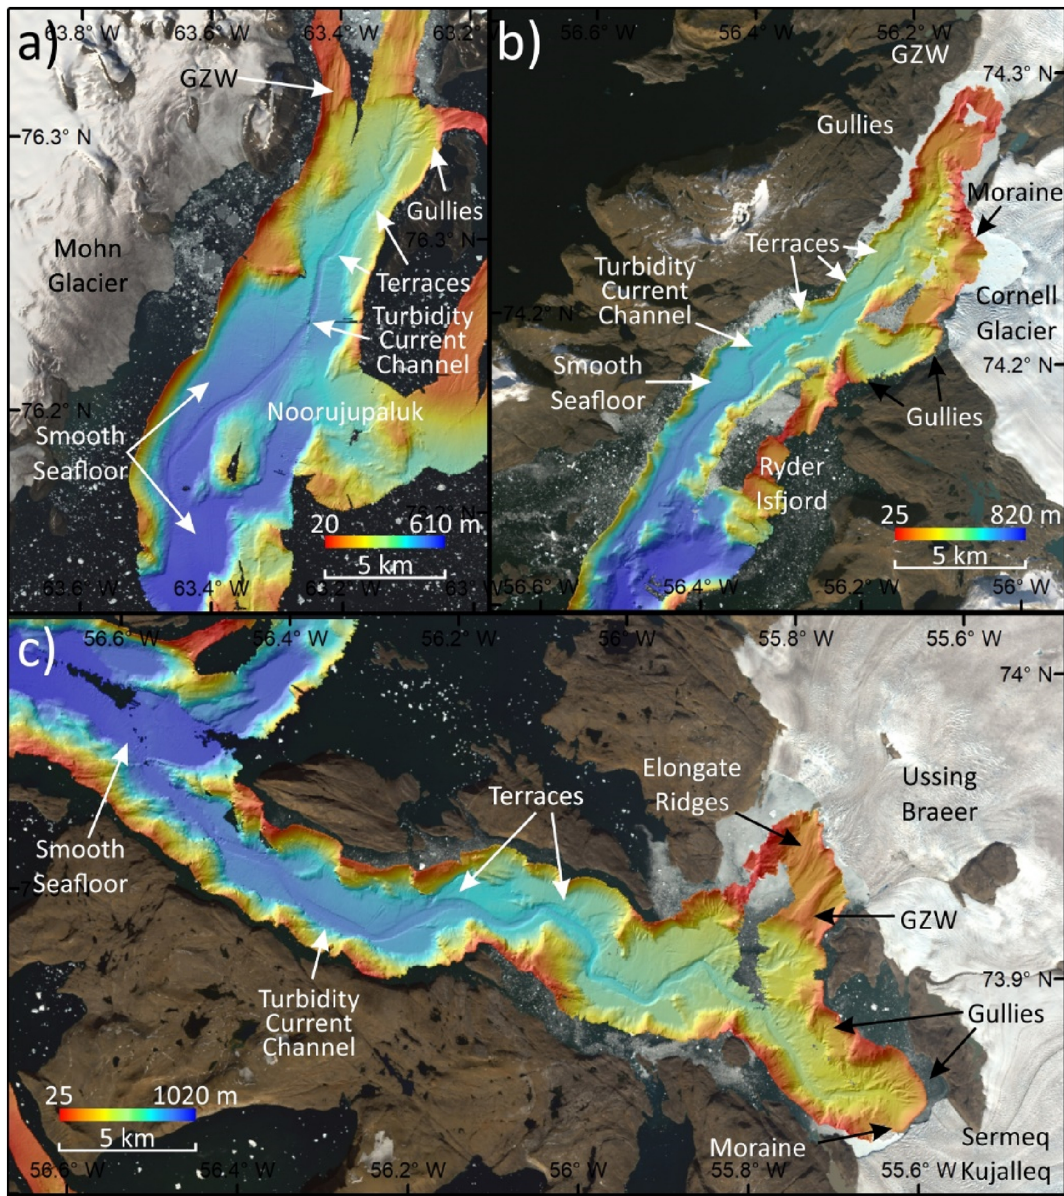 a)
63.8° W
63.6° W
63.4° W
63.2° W
GZW
76.3° N
Gullies
76.3° N
Mohn
Glacier
Terraces
Turbidity
Current
Channel
76.2° N
Noorujupaluk
Smooth
Seafloor
20
610 m
5 km
63.6° W
63.4° W
63.2° W
63° W
b)
56.6° W
56.4° W
56.2° W
GZW
74.3° N
Gullies
Moraine
Terraces
Turbidity
Current
Channel
74.2° N
Cornell
Glacier
Smooth
Seafloor
74.2° N
Gullies
Ryder
Isfjord
25
820 m
5 km
56.6° W
56.4° W
56.2° W
56° W
c)
56.6° W
56.4° W
56.2° W
56° W
55.8° W
55.6° W
74° N
Elongate
Ridges
Ussing
Braeer
Terraces
Smooth
Seafloor
GZW
73.9° N
Turbidity
Current
Channel
Gullies
25
1020 m
5 km
Moraine
Sermeq
Kujalleq
56.4° W
56.2° W
56° W
55.8° W
55.6° W